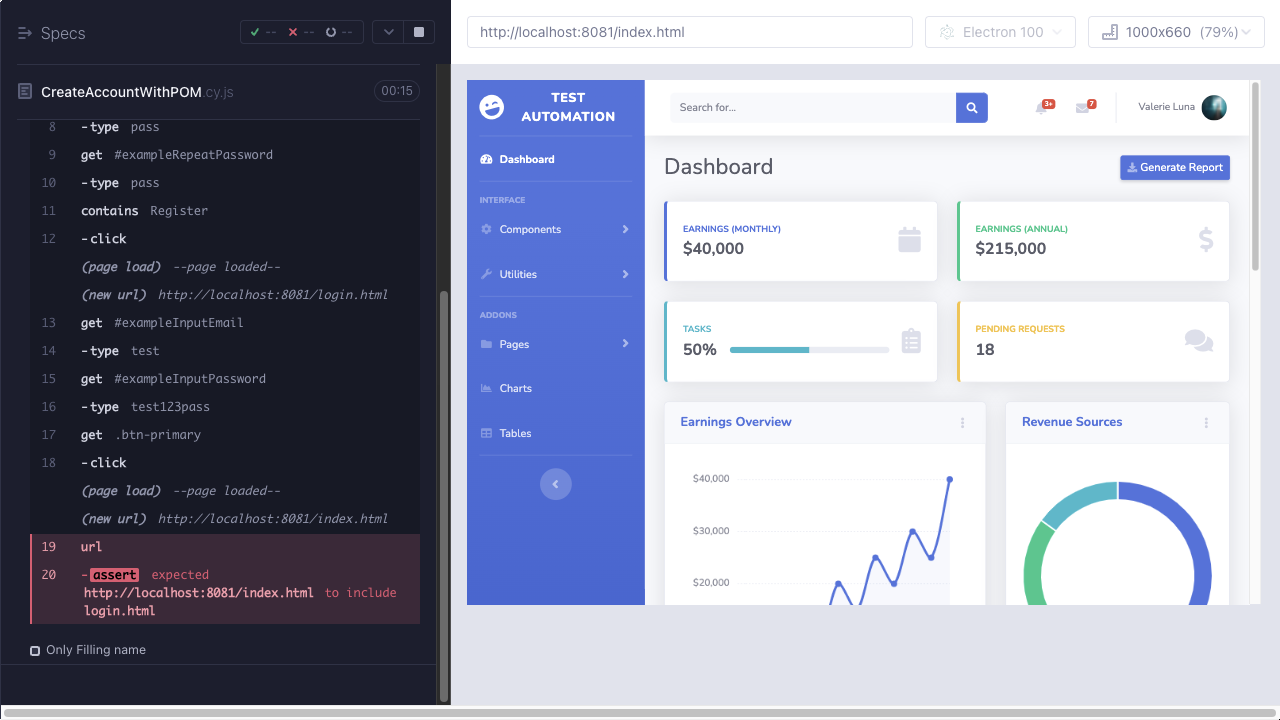 Specs
--
--
--
CreateAccountWithPOM.cy.js
00:15
8 -type pass
9 get #exampleRepeatPassword
10 -type pass
11 contains Register
12 -click
(page load) --page loaded--
(new url) http://localhost:8081/login.html
13 get #exampleInputEmail
14 -type test
15 get #exampleInputPassword
16 -type test123pass
17 get .btn-primary
18 -click
(page load) --page loaded--
(new url) http://localhost:8081/index.html
19 url
20 -assert expected
http://localhost:8081/index.html to include
login.html
Only Filling name
http://localhost:8081/index.html
Electron 100
1000x660 (79%)
TEST
AUTOMATION
Dashboard
INTERFACE
Components
Utilities
ADDONS
Pages
Charts
Tables
Search for...
3+
7
Valerie Luna
Dashboard
Generate Report
EARNINGS (MONTHLY)
$40,000
EARNINGS (ANNUAL)
$215,000
TASKS
50%
PENDING REQUESTS
18
Earnings Overview
$40,000
$30,000
$20,000
Revenue Sources